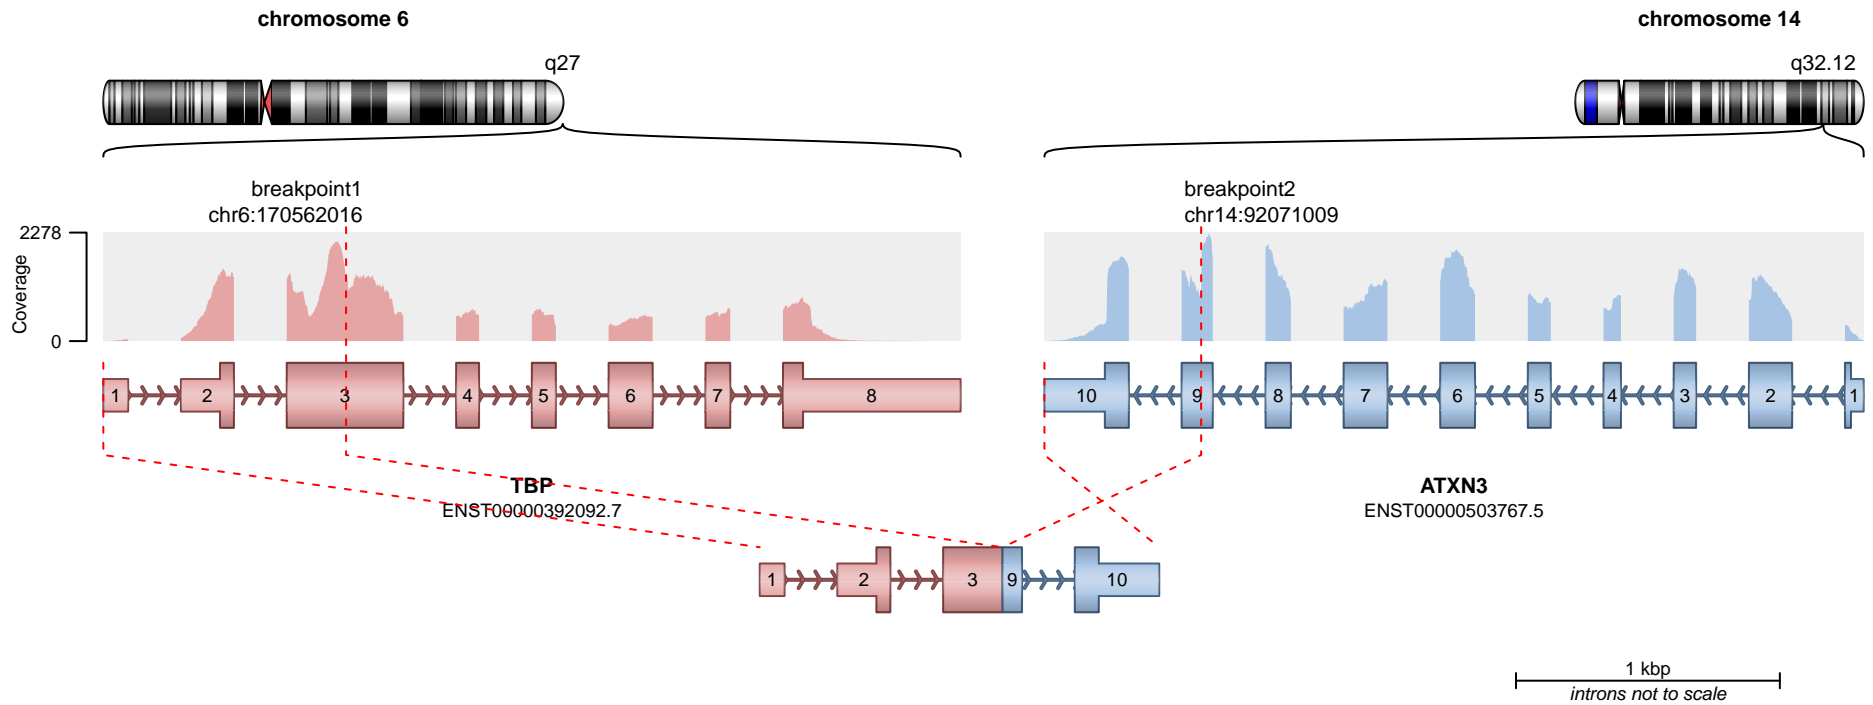 chromosome 6
chromosome 14
q27
q32.12
breakpoint1
chr6:170562016
breakpoint2
chr14:92071009
2278
0
Coverage
1 2 3 4 5 6 7 8
10 9 8 7 6 5 4 3 2 1
TBP
ENST00000392092.7
ATXN3
ENST00000503767.5
1 2 3 9 10
1 kbp
introns not to scale